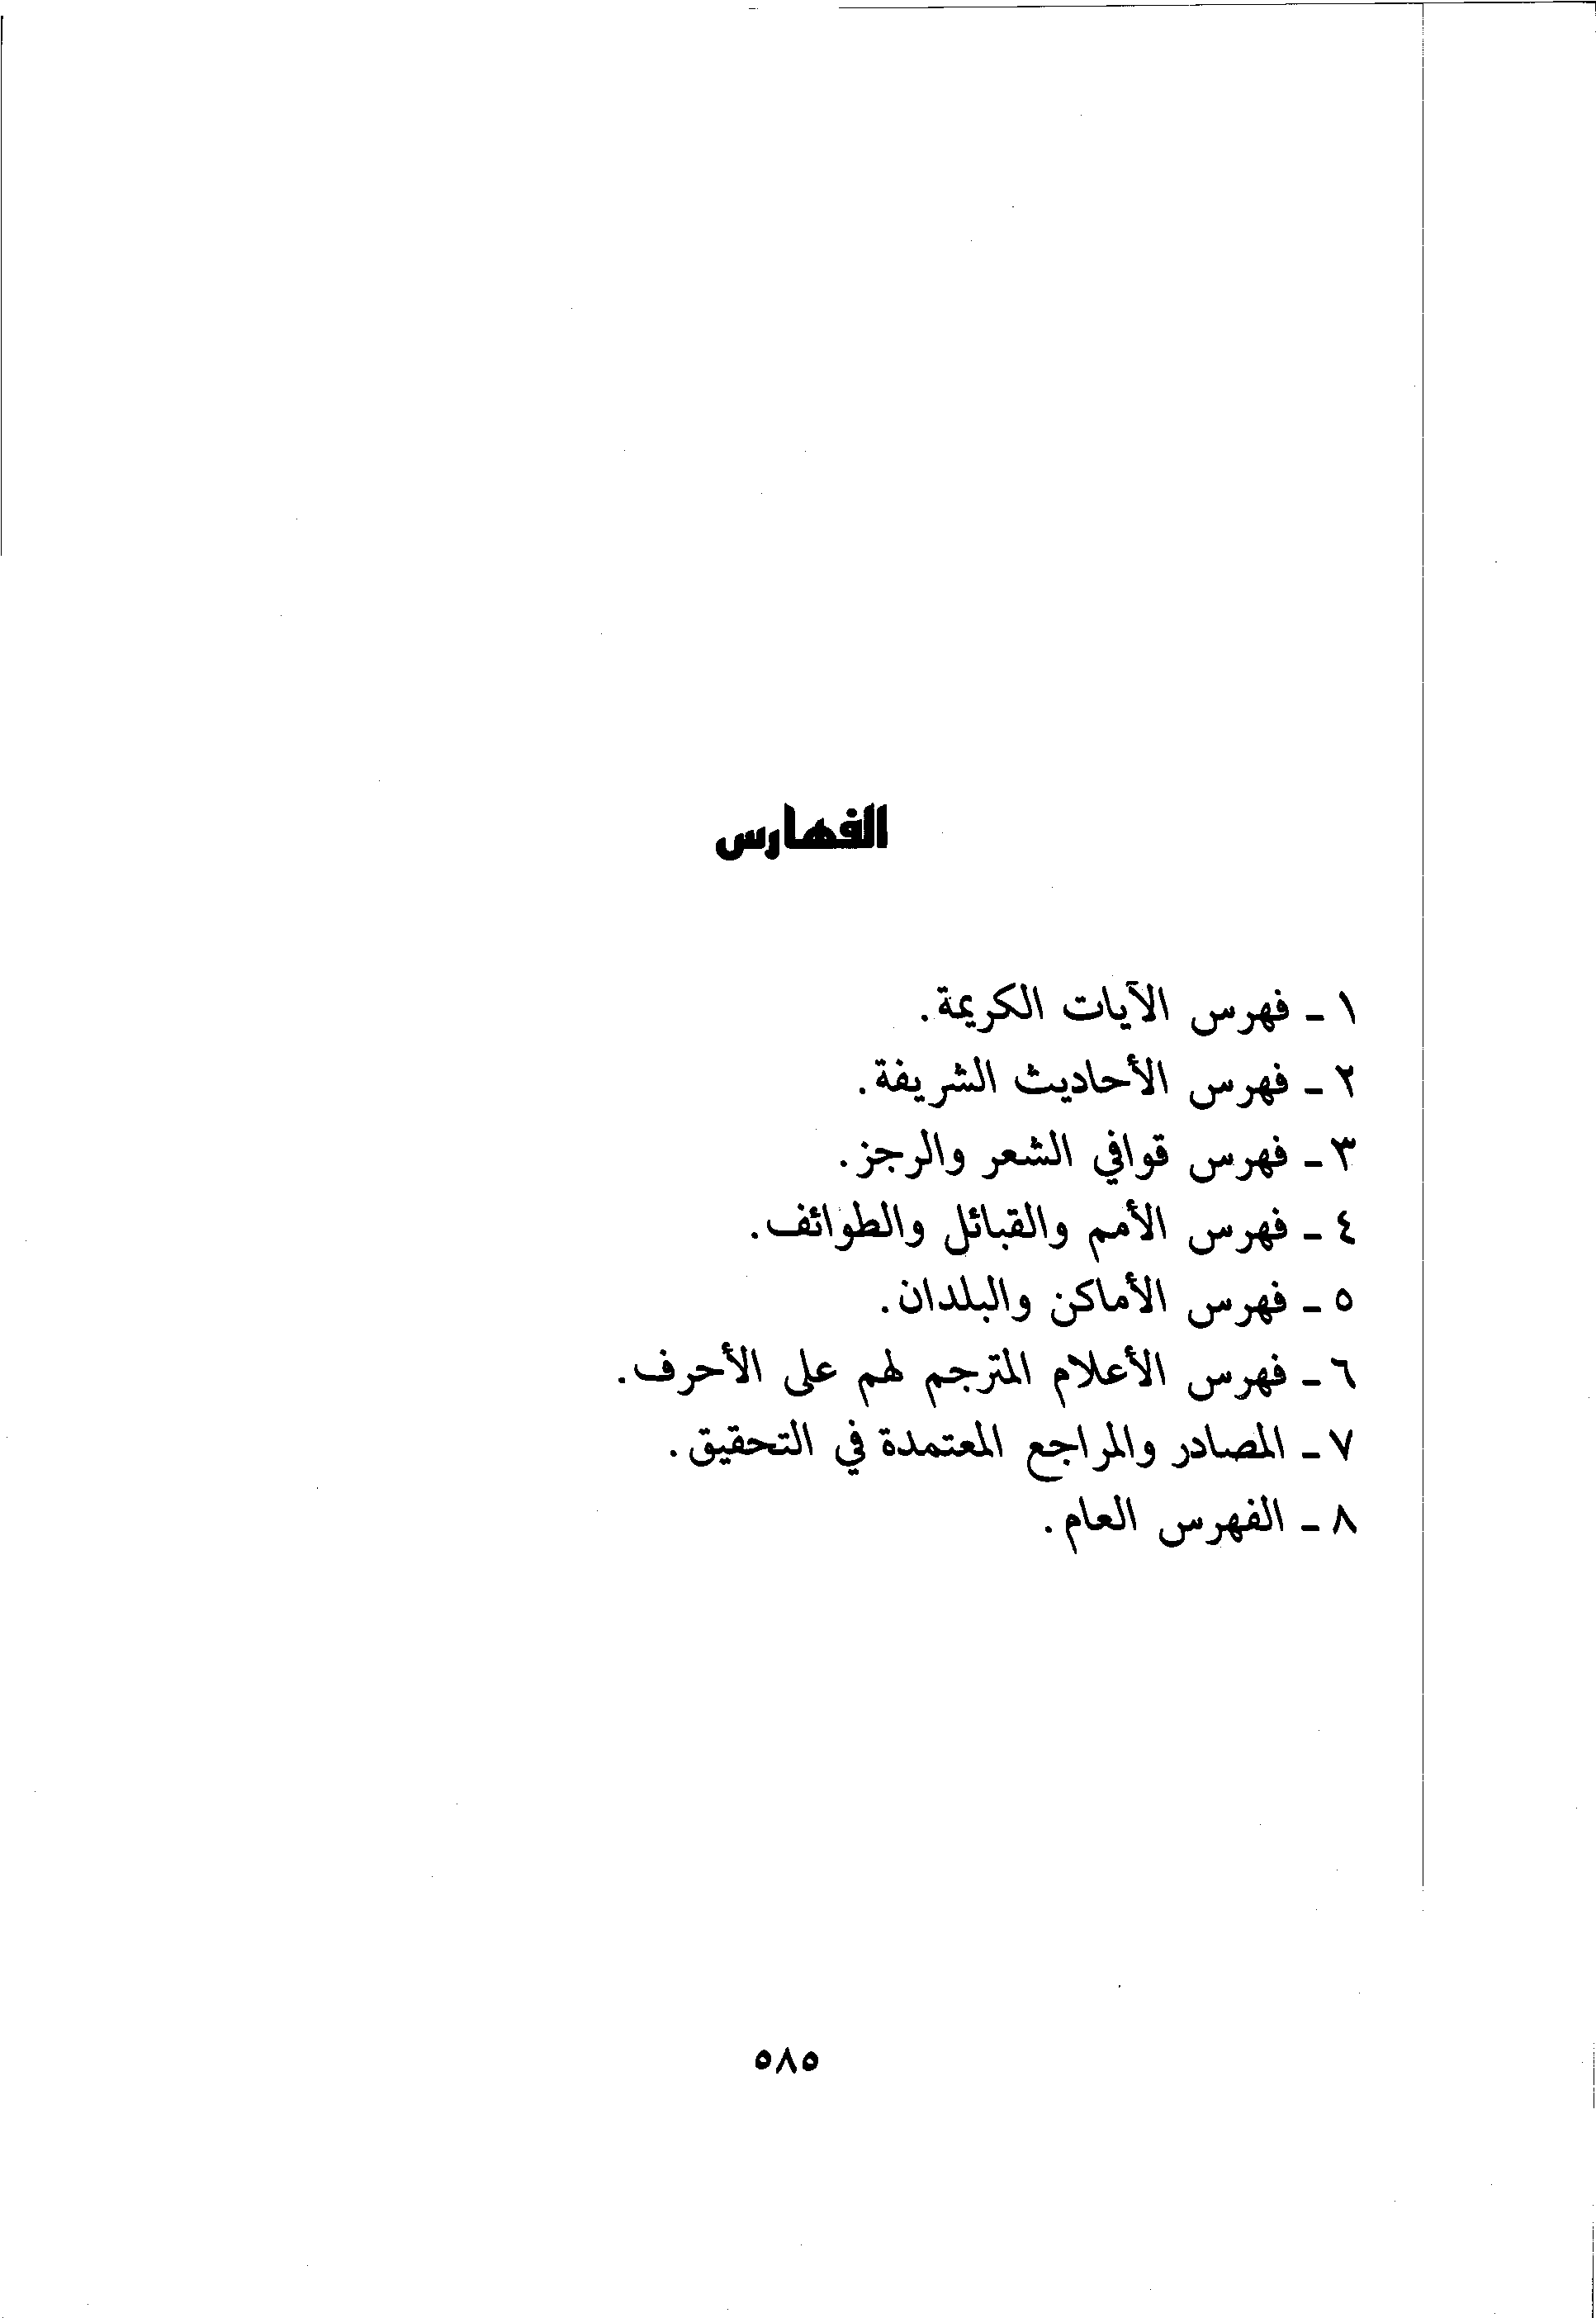 الفهارس
١ - فهرس الآيات الكريمة.
٢ - فهرس الأحاديث الشريفة.
٣ - فهرس قوافي الشعر والرجز.
٤ - فهرس الأمم والقبائل والطوائف.
٥ - فهرس الأماكن والبلدان.
٦ - فهرس الأعلام المترجم لهم على الأحرف.
٧ - المصادر والمراجع المعتمدة في التحقيق.
٨ - الفهرس العام.
٥٨٥